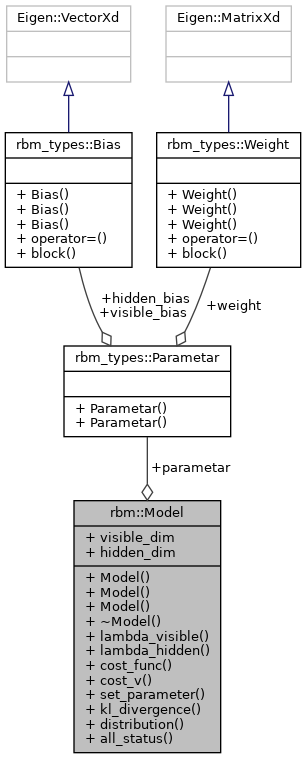 Eigen::VectorXd
Eigen::MatrixXd
rbm_types::Bias
+ Bias()
+ Bias()
+ Bias()
+ operator=()
+ block()
rbm_types::Weight
+ Weight()
+ Weight()
+ Weight()
+ operator=()
+ block()
+hidden_bias
+visible_bias
+weight
rbm_types::Parametar
+ Parametar()
+ Parametar()
+parametar
rbm::Model
+ visible_dim
+ hidden_dim
+ Model()
+ Model()
+ Model()
+ ~Model()
+ lambda_visible()
+ lambda_hidden()
+ cost_func()
+ cost_v()
+ set_parameter()
+ kl_divergence()
+ distribution()
+ all_status()